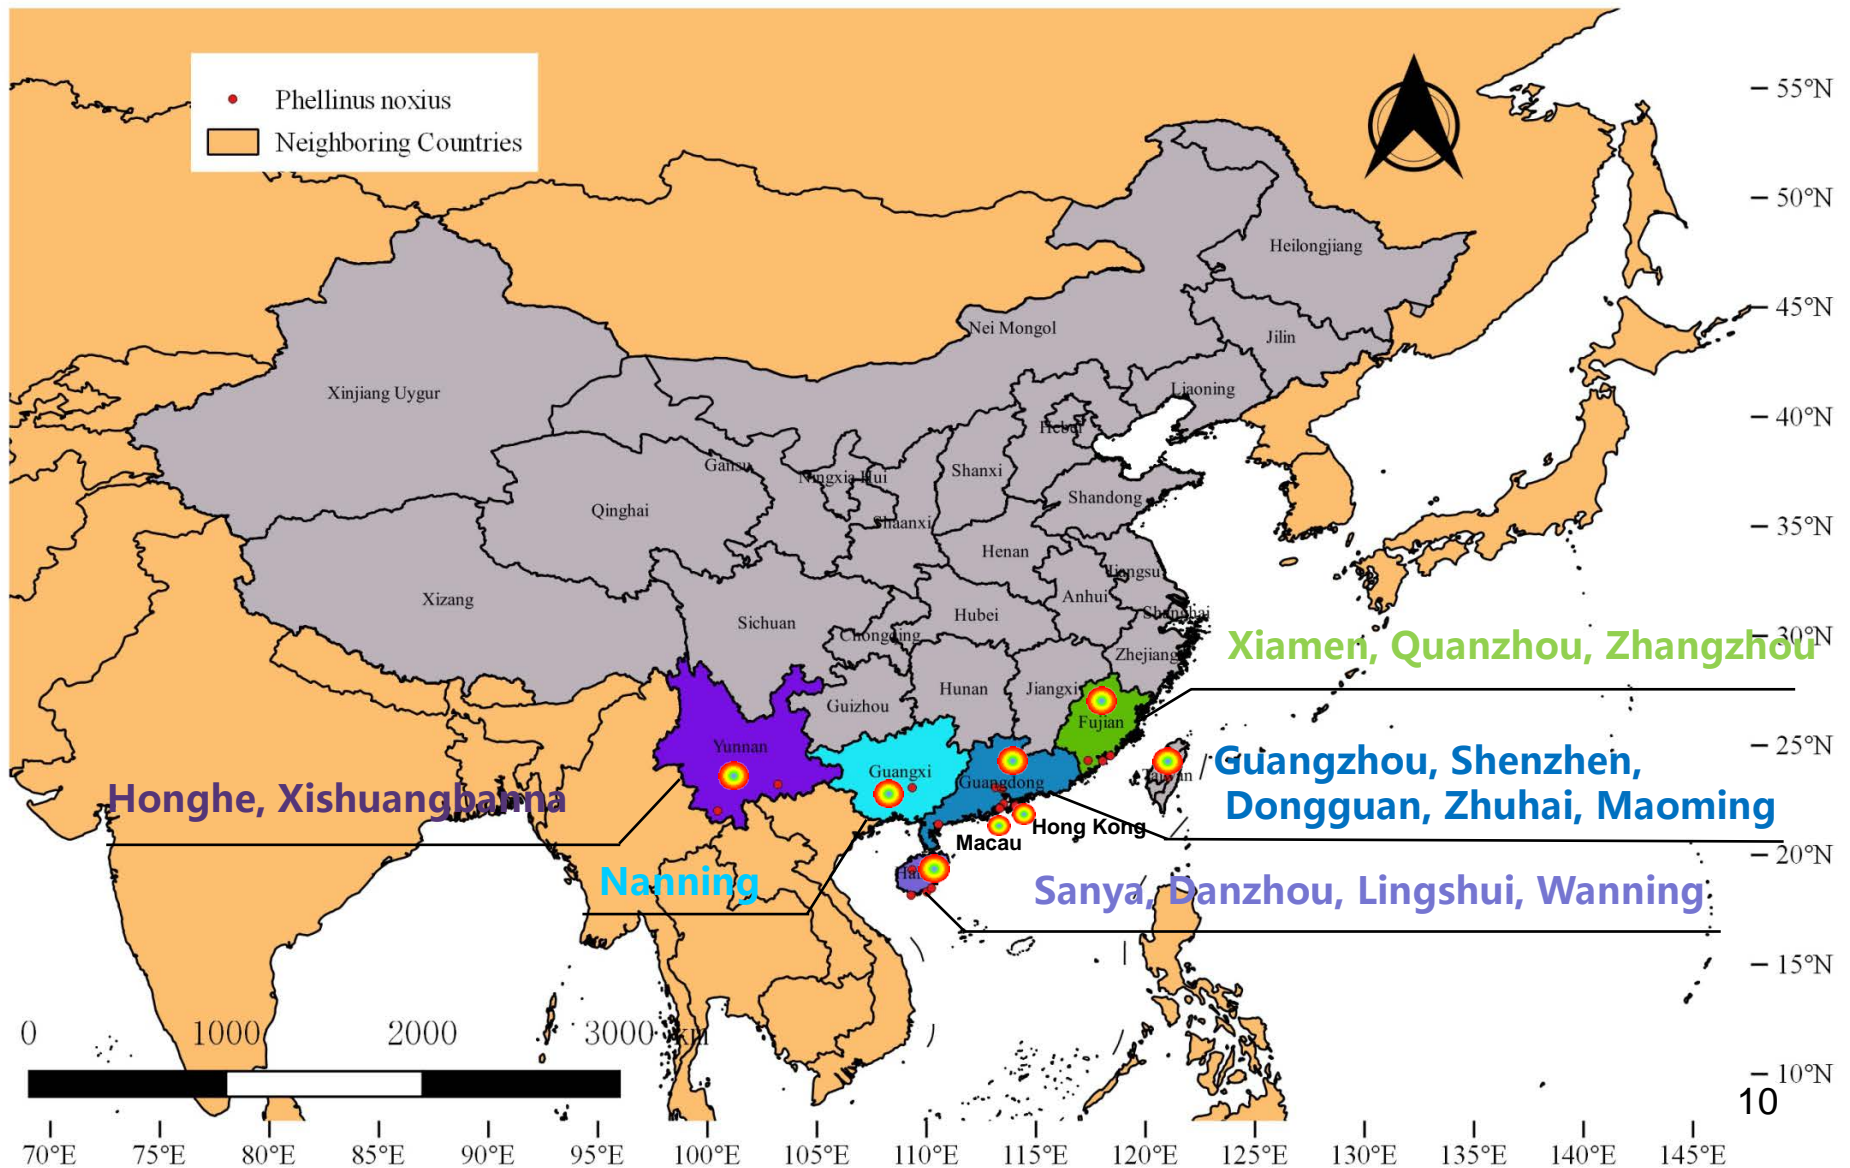 Phellinus noxius
Neighboring Countries
55°N
50°N
45°N
40°N
35°N
30°N
25°N
20°N
15°N
10°N
Heilongjiang
Nei Mongol
Jilin
Xinjiang Uygur
Liaoning
Hebei
Gansu
Ningxia Hui
Shanxi
Shandong
Qinghai
Shaanxi
Henan
Jiangsu
Xizang
Anhui
Shanghai
Sichuan
Hubei
Chongqing
Zhejiang
Xiamen, Quanzhou, Zhangzhou
Guizhou
Hunan
Jiangxi
Fujian
Yunnan
Guangxi
Guangdong
Taiwan
Guangzhou, Shenzhen,
Dongguan, Zhuhai, Maoming
Honghe, Xishuangbanna
Hong Kong
Macau
Nanning
Sanya, Danzhou, Lingshui, Wanning
0 1000 2000 3000 km
10
70°E 75°E 80°E 85°E 90°E 95°E 100°E 105°E 110°E 115°E 120°E 125°E 130°E 135°E 140°E 145°E